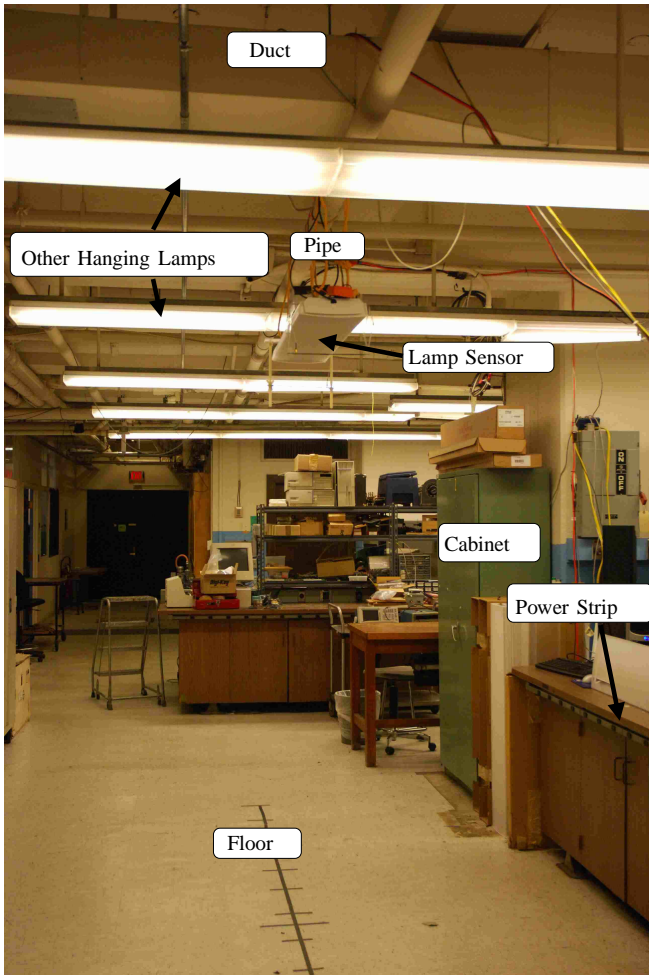 Duct
Pipe
Other Hanging Lamps
Lamp Sensor
ON
OFF
Cabinet
Power Strip
Floor